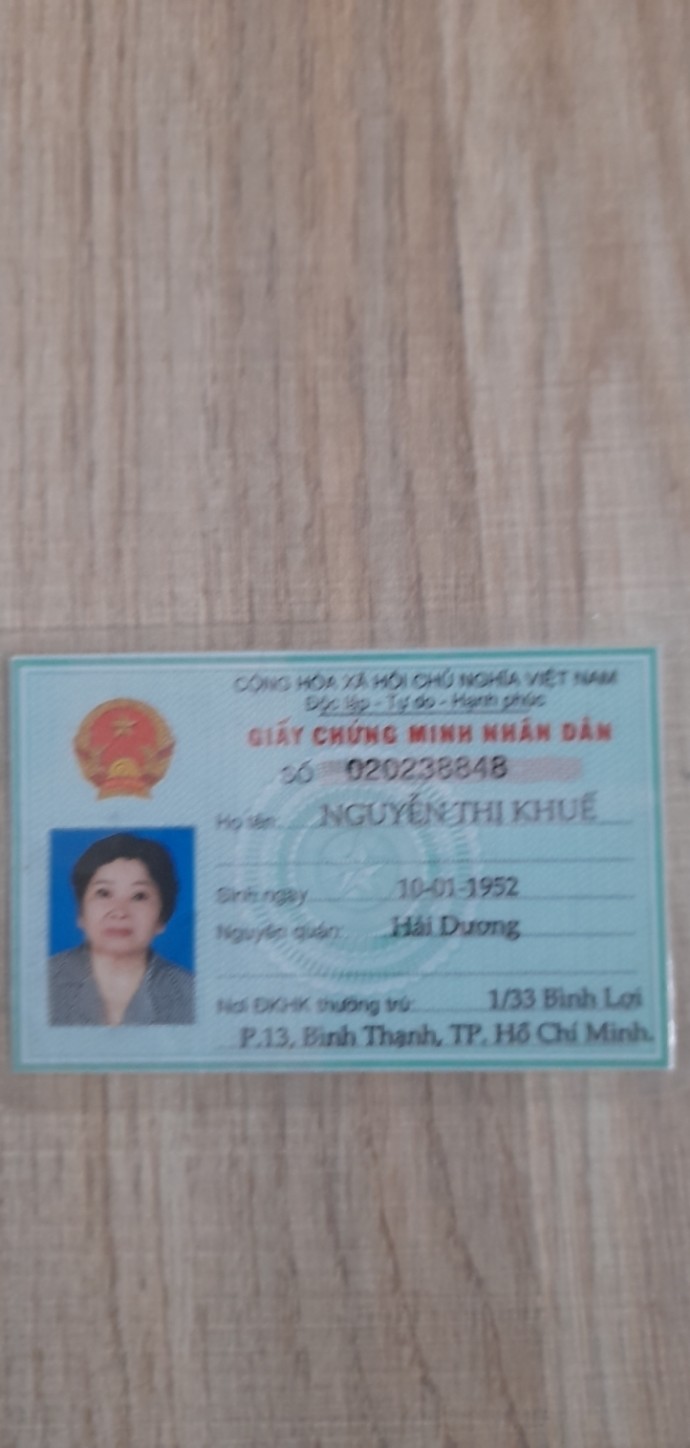 CỘNG HÒA XÃ HỘI CHỦ NGHĨA VIỆT NAM
Độc lập - Tự do - Hạnh phúc
GIẤY CHỨNG MINH NHÂN DÂN
SỐ 020238848
Họ tên: NGUYỄN THỊ KHUẾ
Sinh ngày 10-01-1952
Nguyên quán: Hải Dương
Nơi ĐKHK thường trú: 1/33 Bình Lợi
P.13, Bình Thạnh, TP. Hồ Chí Minh.